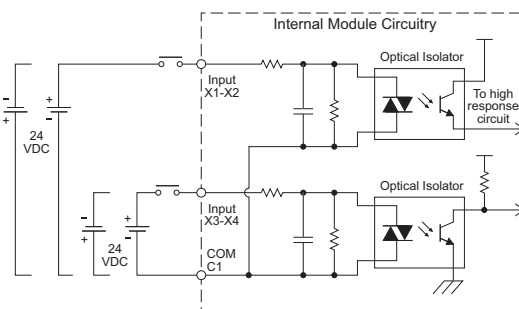 Internal Module Circuitry
Optical Isolator
Input
X1-X2
To high
response
circuit
- +
+ -
24
VDC
Optical Isolator
Input
X3-X4
- +
+ -
24
VDC
COM
C1